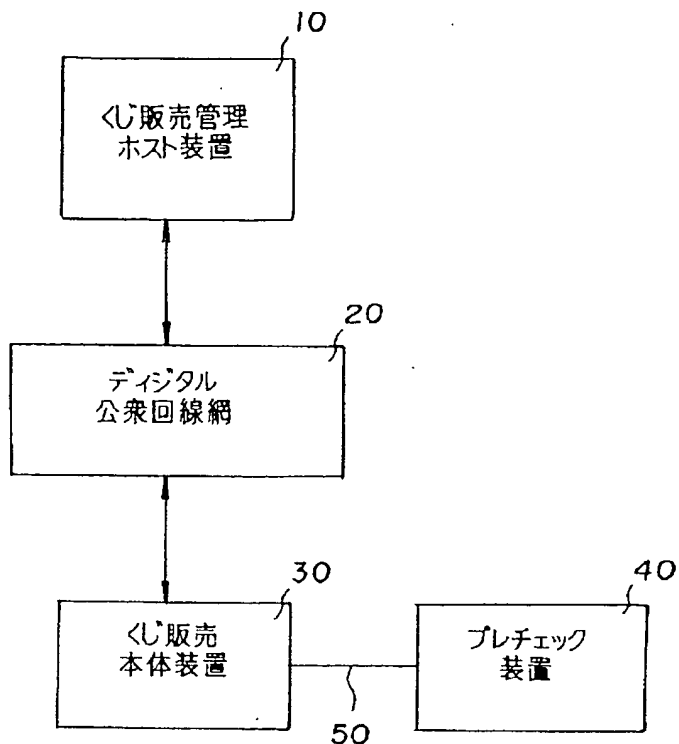 10
くじ販売管理
ホスト装置
20
ディジタル
公衆回線網
30
くじ販売
本体装置
40
プレチェック
装置
50